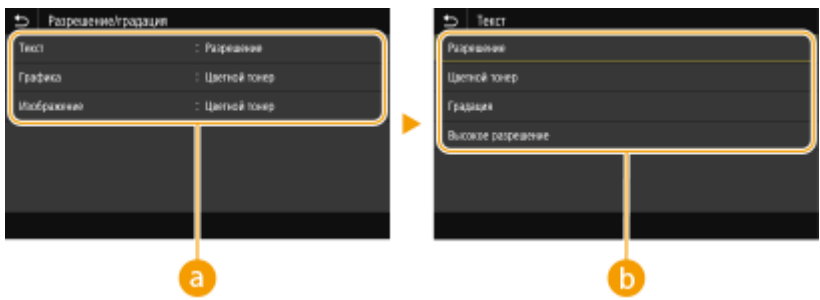 Разрешение/градация
Текст : Разрешение
Графика : Цветной тонер
Изображение : Цветной тонер
a
Текст
Разрешение
Цветной тонер
Градация
Высокое разрешение
b